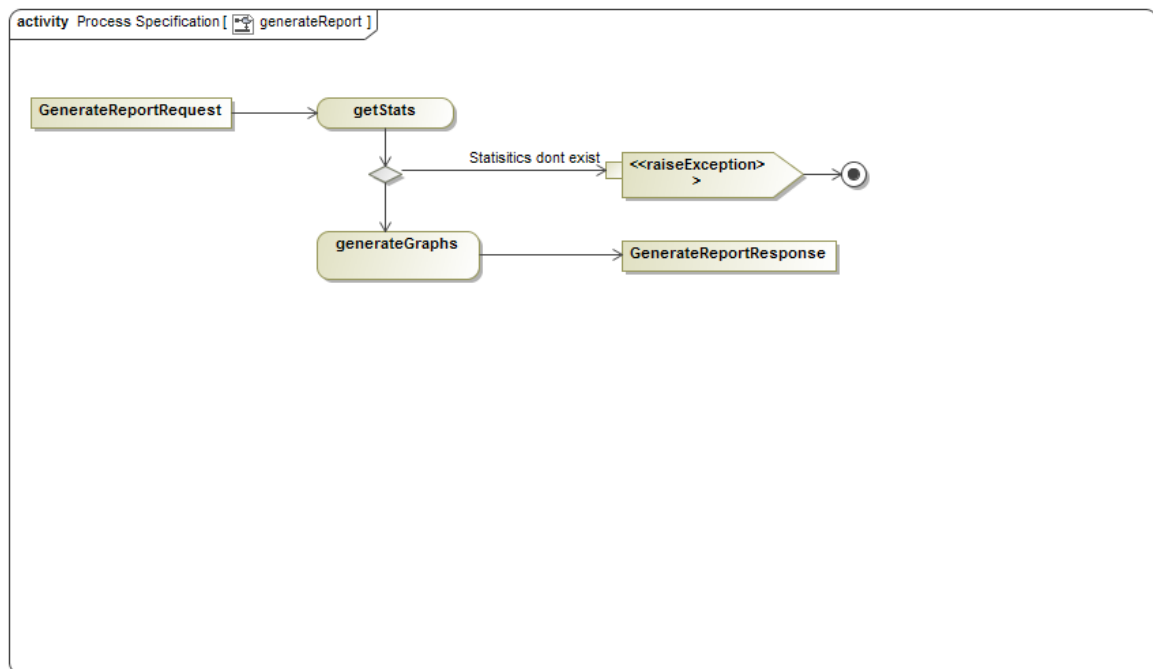 activity Process Specification [ generateReport ]
GenerateReportRequest
getStats
Statisitics dont exist
<<raiseException>
>
generateGraphs
GenerateReportResponse